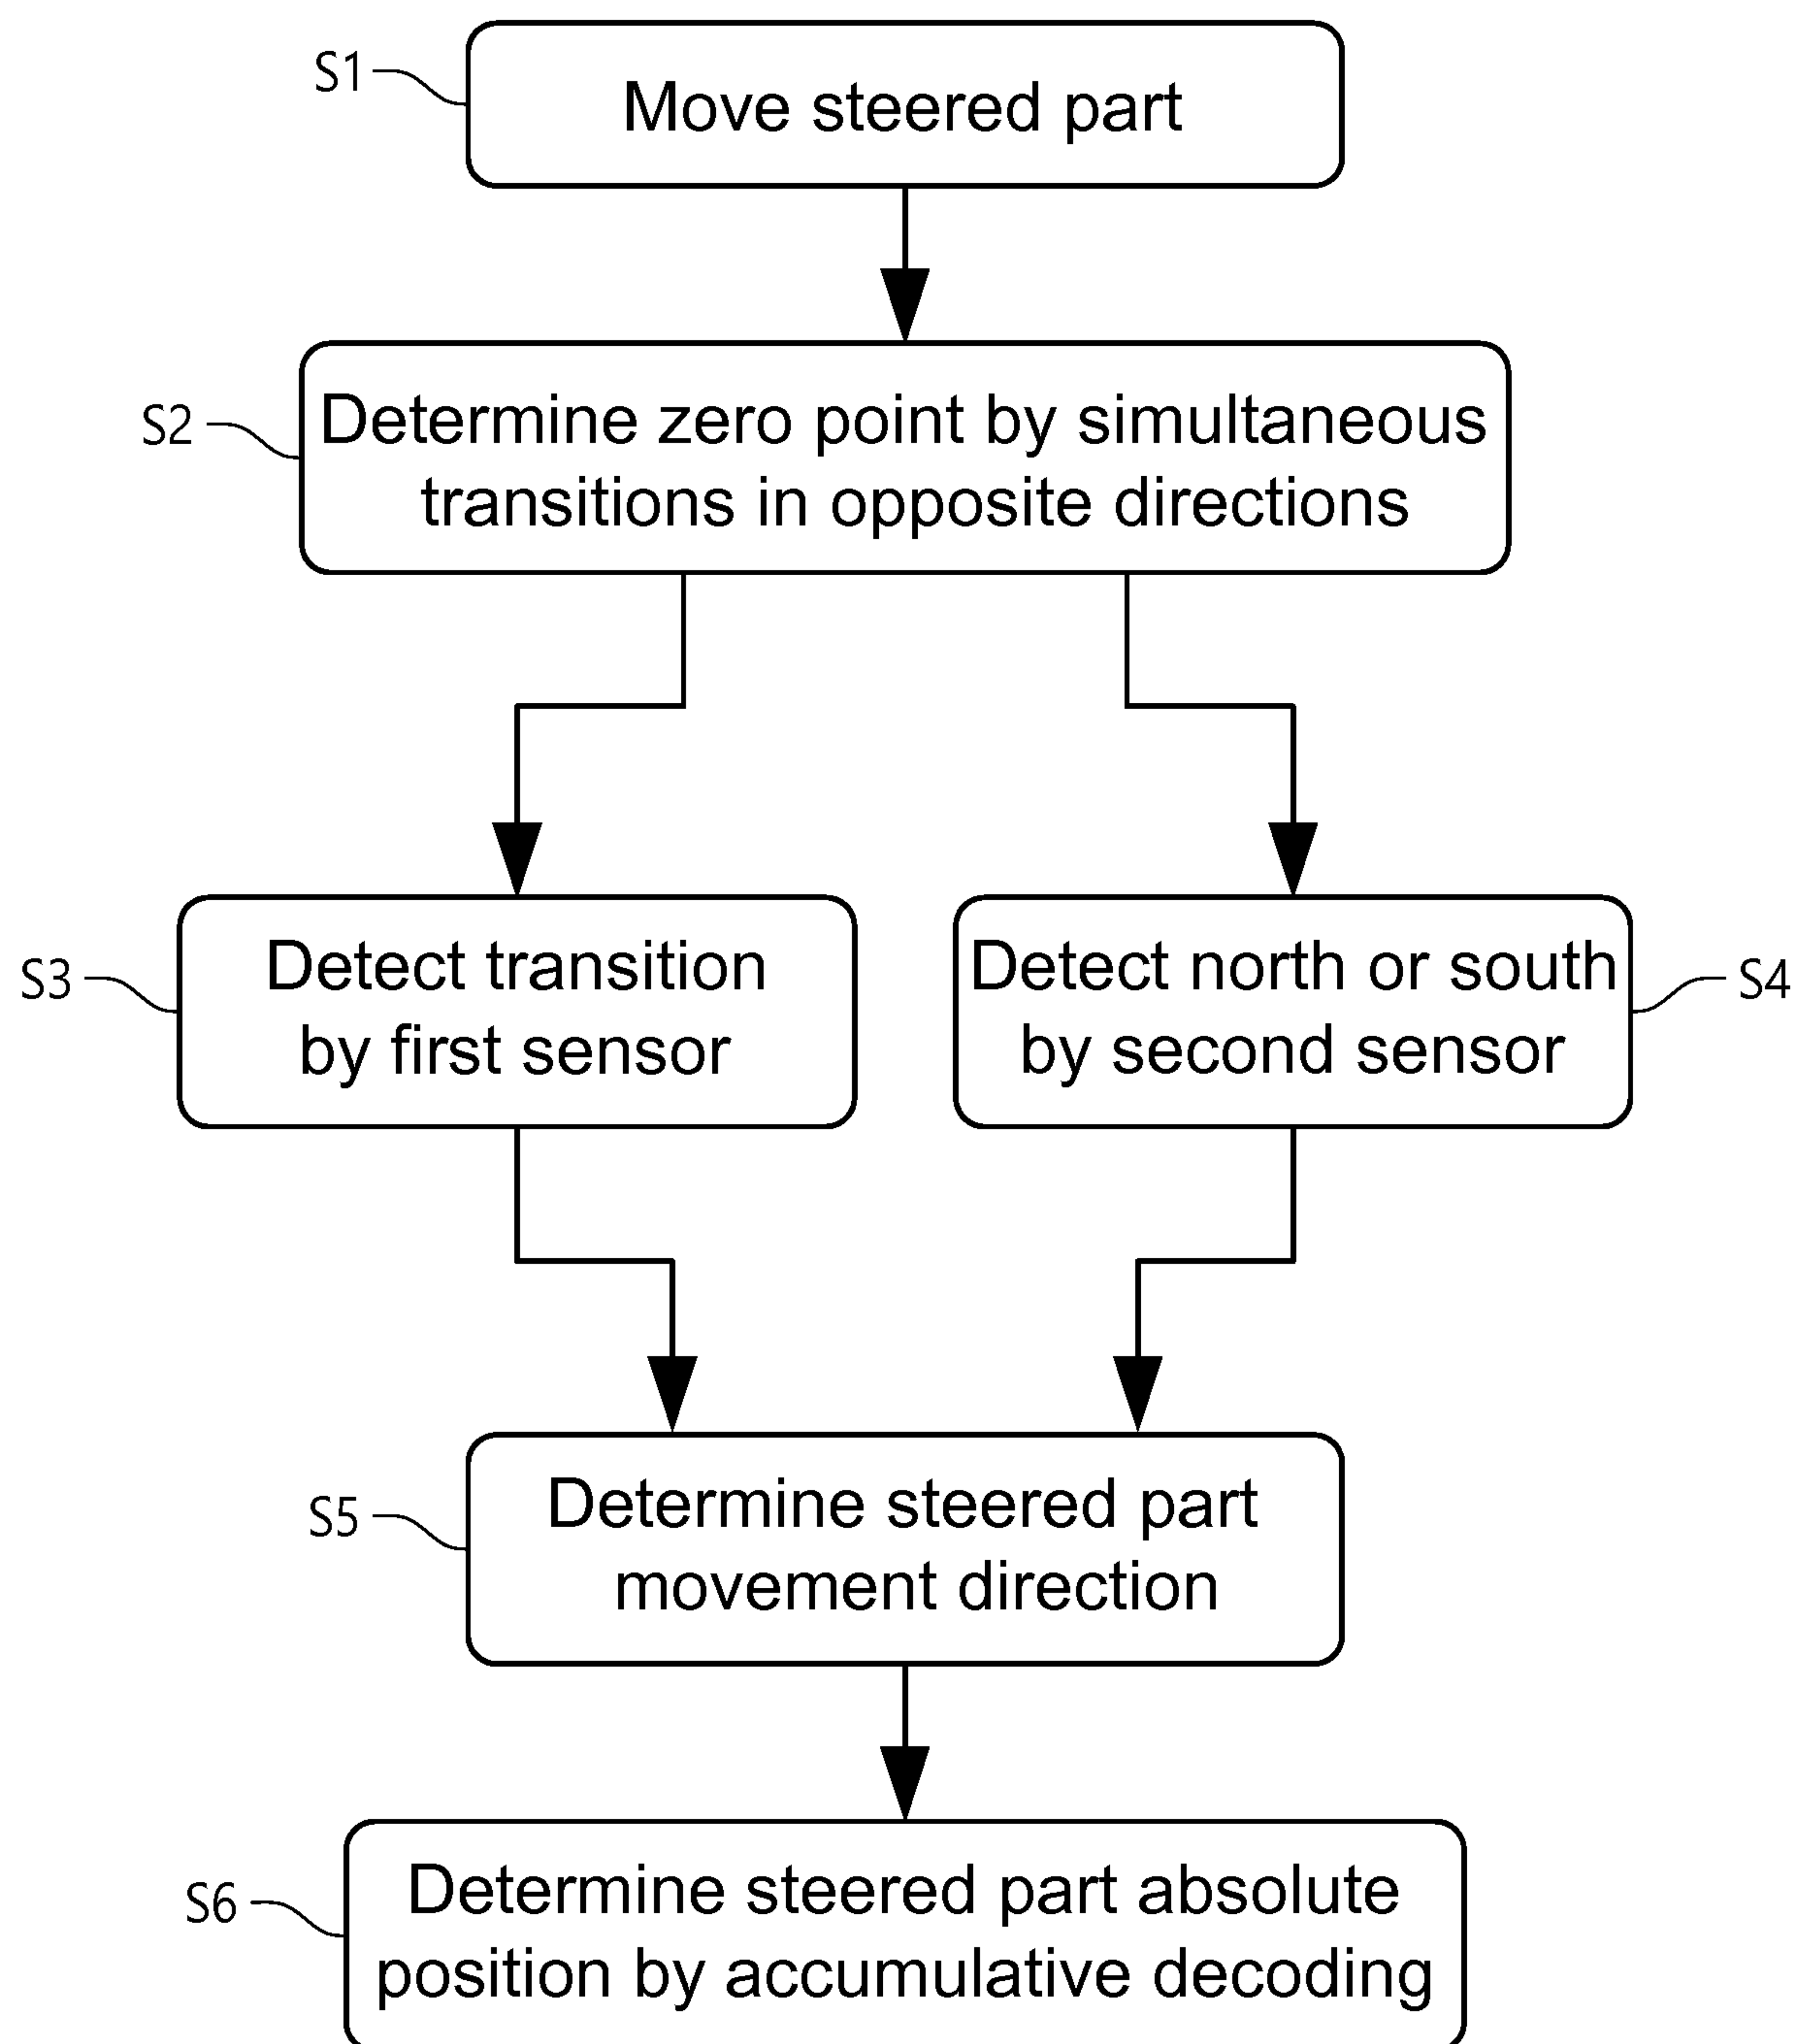 S1
Move steered part
S2
Determine zero point by simultaneous
transitions in opposite directions
S3
Detect transition
by first sensor
Detect north or south
by second sensor
S4
S5
Determine steered part
movement direction
S6
Determine steered part absolute
position by accumulative decoding